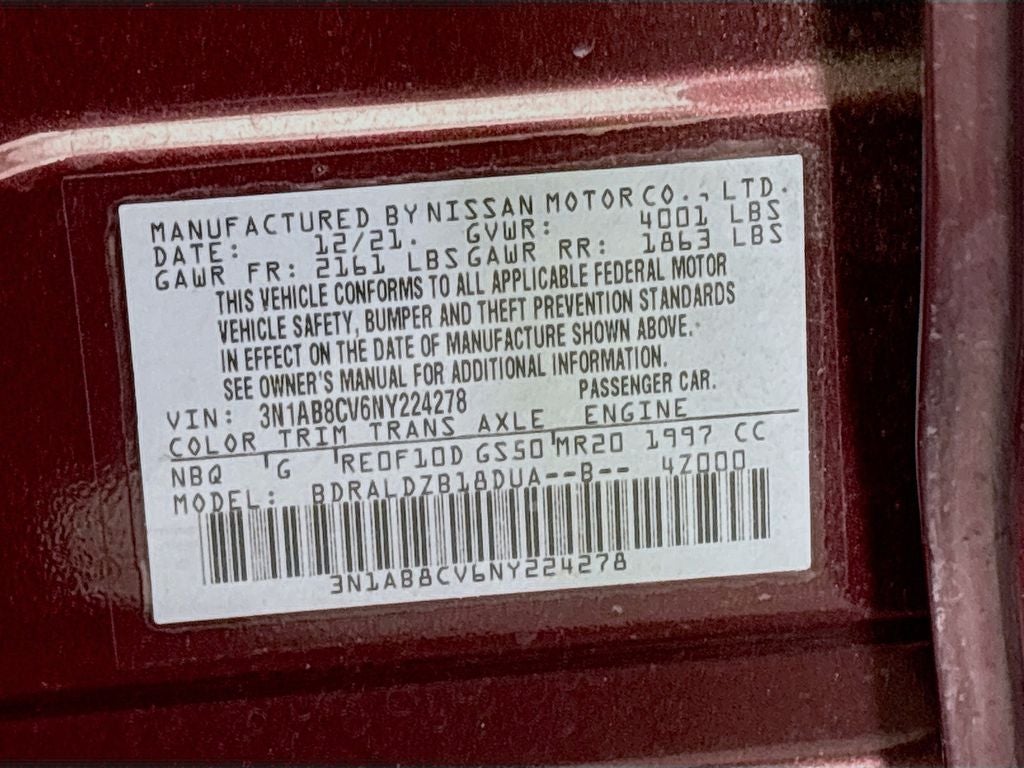 MANUFACTURED BY NISSAN MOTOR CO., LTD.
DATE: 12/21. GVWR: 4001 LBS
GAWR FR: 2161 LBS GAWR RR: 1863 LBS
THIS VEHICLE CONFORMS TO ALL APPLICABLE FEDERAL MOTOR
VEHICLE SAFETY, BUMPER AND THEFT PREVENTION STANDARDS
IN EFFECT ON THE DATE OF MANUFACTURE SHOWN ABOVE.
SEE OWNER'S MANUAL FOR ADDITIONAL INFORMATION.
VIN: 3N1AB8CV6NY224278 PASSENGER CAR.
COLOR TRIM TRANS AXLE ENGINE
NBQ G RE0F10D GS50 MR20 1997 CC
MODEL: BDRALDZB18DUA--B-- 4Z000
3N1AB8CV6NY224278